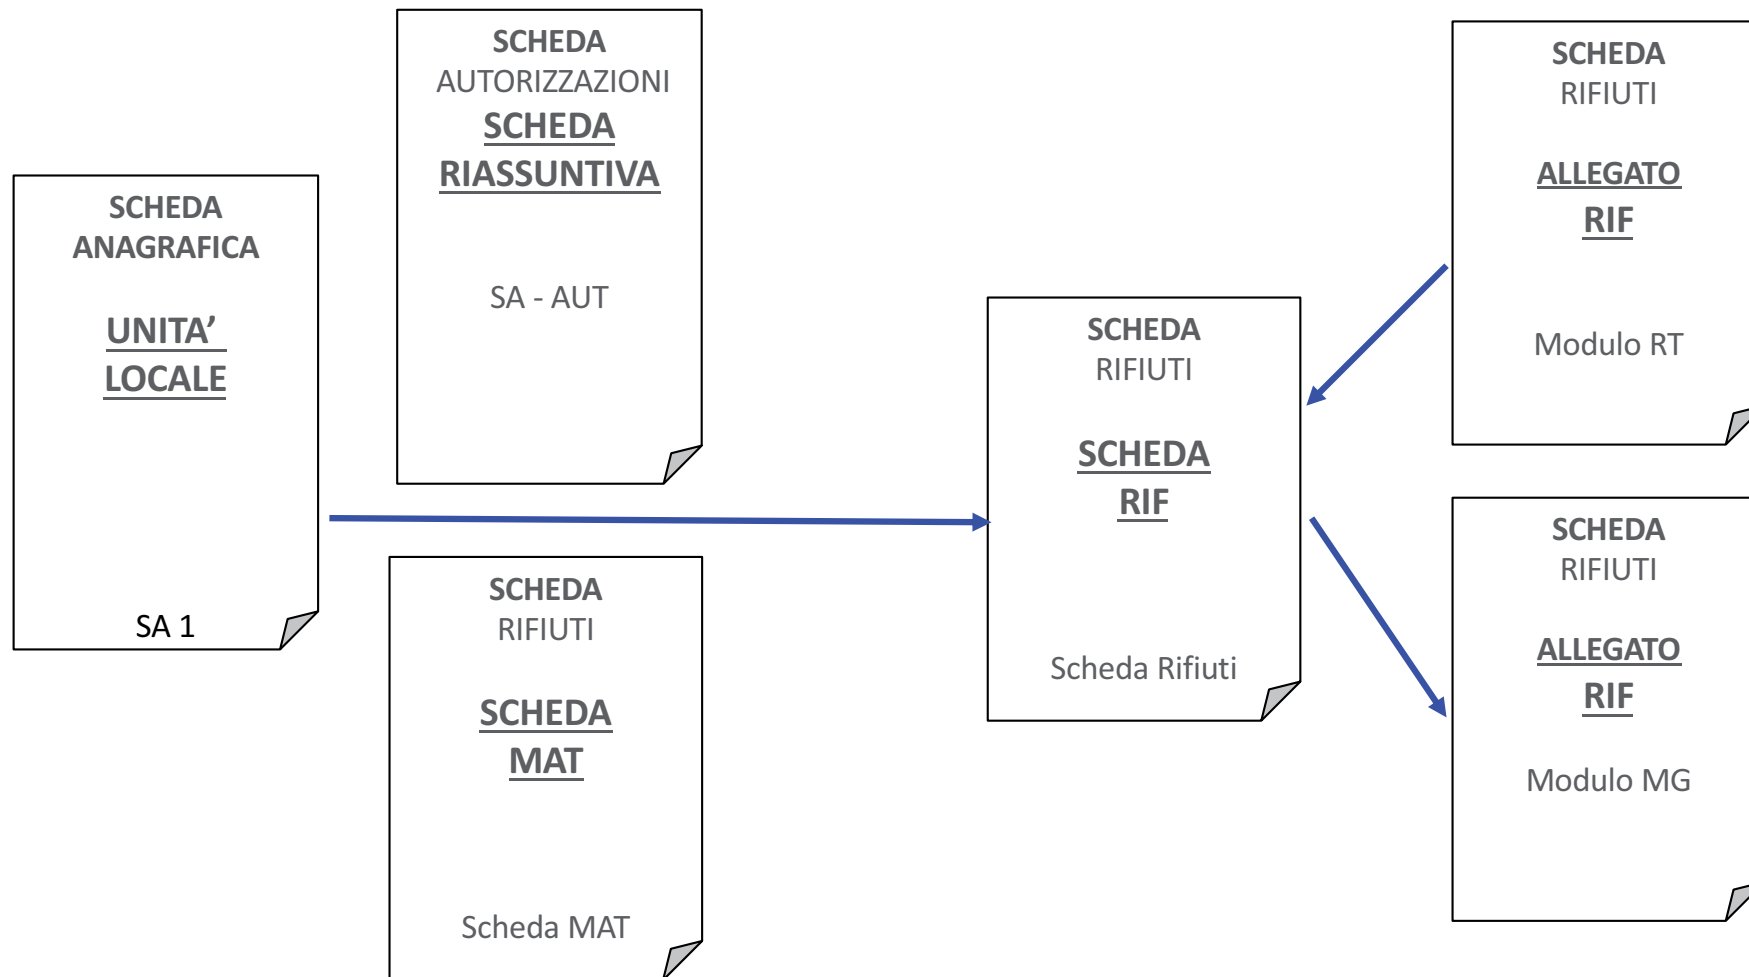 SCHEDA
ANAGRAFICA
UNITA’
LOCALE
SA 1
SCHEDA
AUTORIZZAZIONI
SCHEDA
RIASSUNTIVA
SA - AUT
SCHEDA
RIFIUTI
SCHEDA
MAT
Scheda MAT
SCHEDA
RIFIUTI
SCHEDA
RIF
Scheda Rifiuti
SCHEDA
RIFIUTI
ALLEGATO
RIF
Modulo RT
SCHEDA
RIFIUTI
ALLEGATO
RIF
Modulo MG